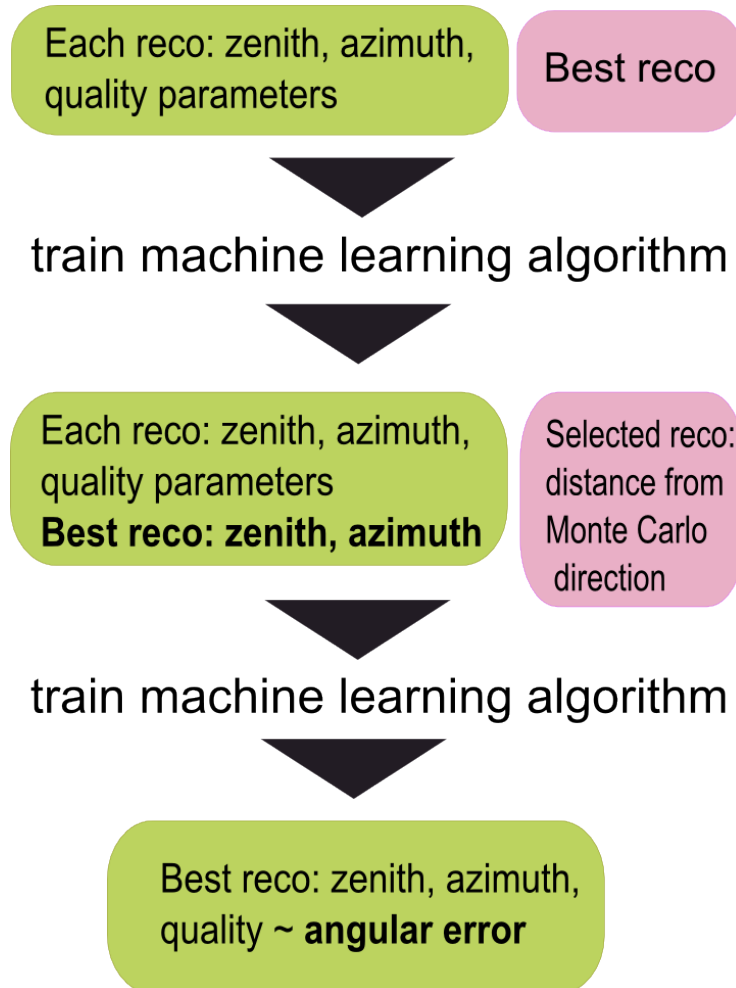 Each reco: zenith, azimuth,
quality parameters
Best reco
train machine learning algorithm
Each reco: zenith, azimuth,
quality parameters
Best reco: zenith, azimuth
Selected reco:
distance from
Monte Carlo
direction
train machine learning algorithm
Best reco: zenith, azimuth,
quality ~ angular error